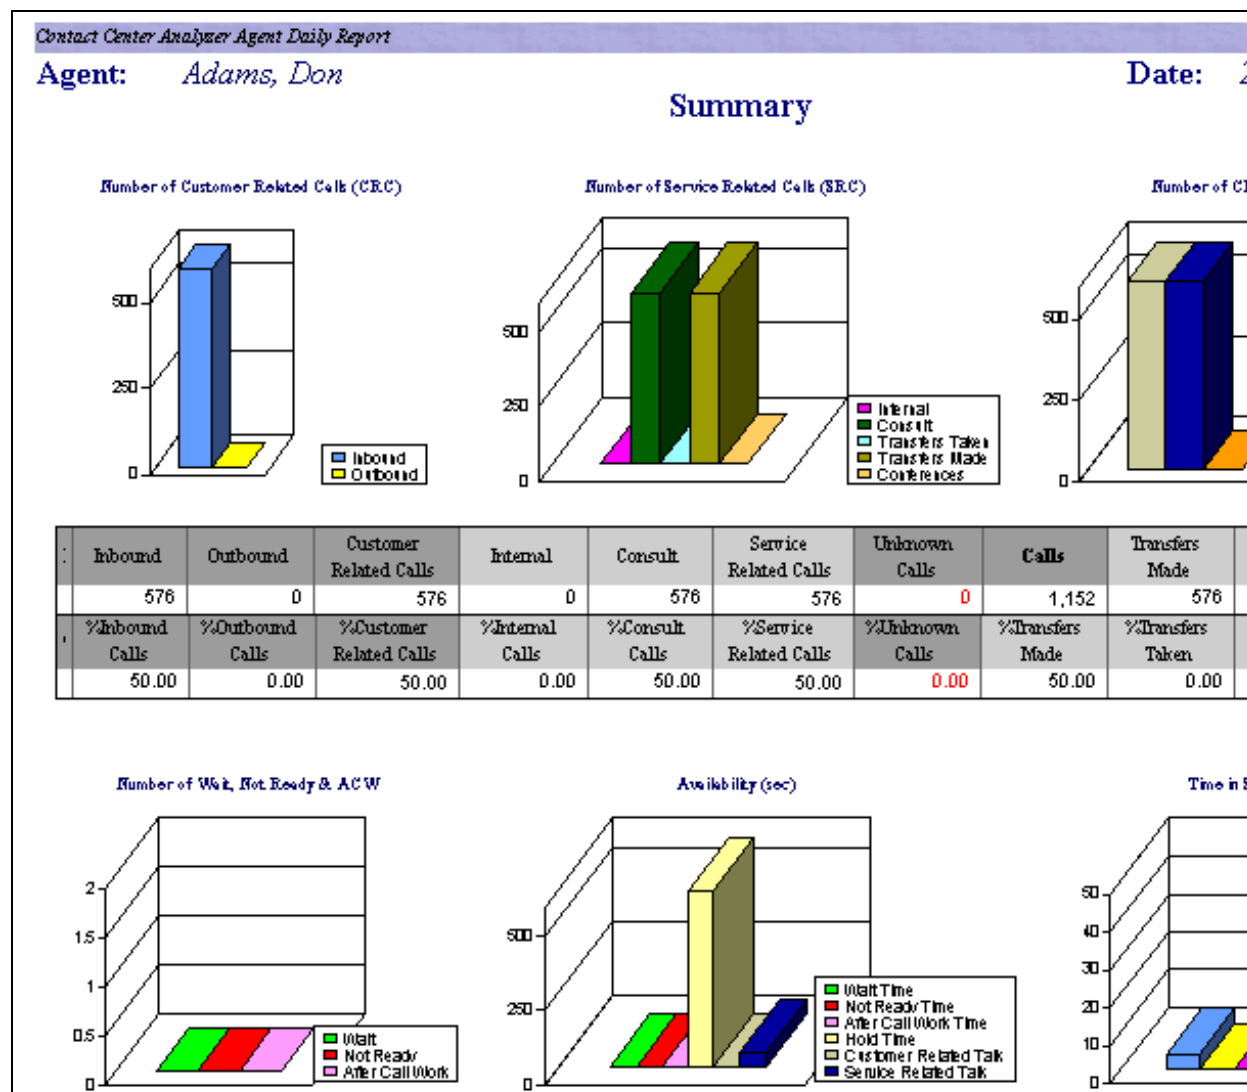 Contact Center Analyzer Agent Daily Report
Agent: Adams, Don Date:
Summary
Number of Customer Related Calls (CRC)
500
250
0
Inbound
Outbound
Number of Service Related Calls (SRC)
500
250
0
Internal
Consult
Transfers Taken
Transfers Made
Conferences
Number of
500
250
0
Inbound Outbound Customer Related Calls Internal Consult Service Related Calls Unknown Calls Calls Transfers Made
576 0 576 0 576 576 0 1,152 576
%Inbound Calls %Outbound Calls %Customer Related Calls %Internal Calls %Consult Calls %Service Related Calls %Unknown Calls %Transfers Made %Transfers Taken
50.00 0.00 50.00 0.00 50.00 50.00 0.00 50.00 0.00
Number of Wait, Not Ready & ACW
2
1.5
1
0.5
0
Wait
Not Ready
After Call Work
Availability (sec)
500
250
0
Wait Time
Not Ready Time
After Call Work Time
Hold Time
Customer Related Talk
Service Related Talk
Time in
50
40
30
20
10
0